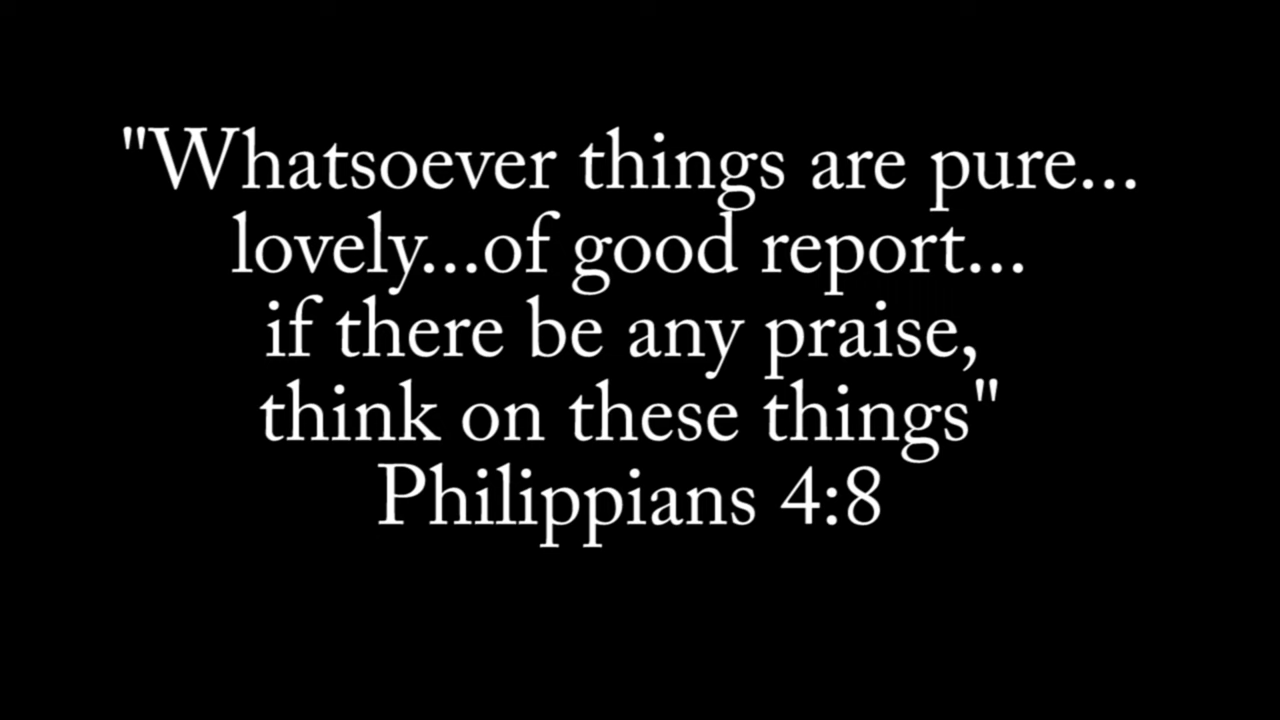 "Whatsoever things are pure...
lovely...of good report...
if there be any praise,
think on these things"
Philippians 4:8